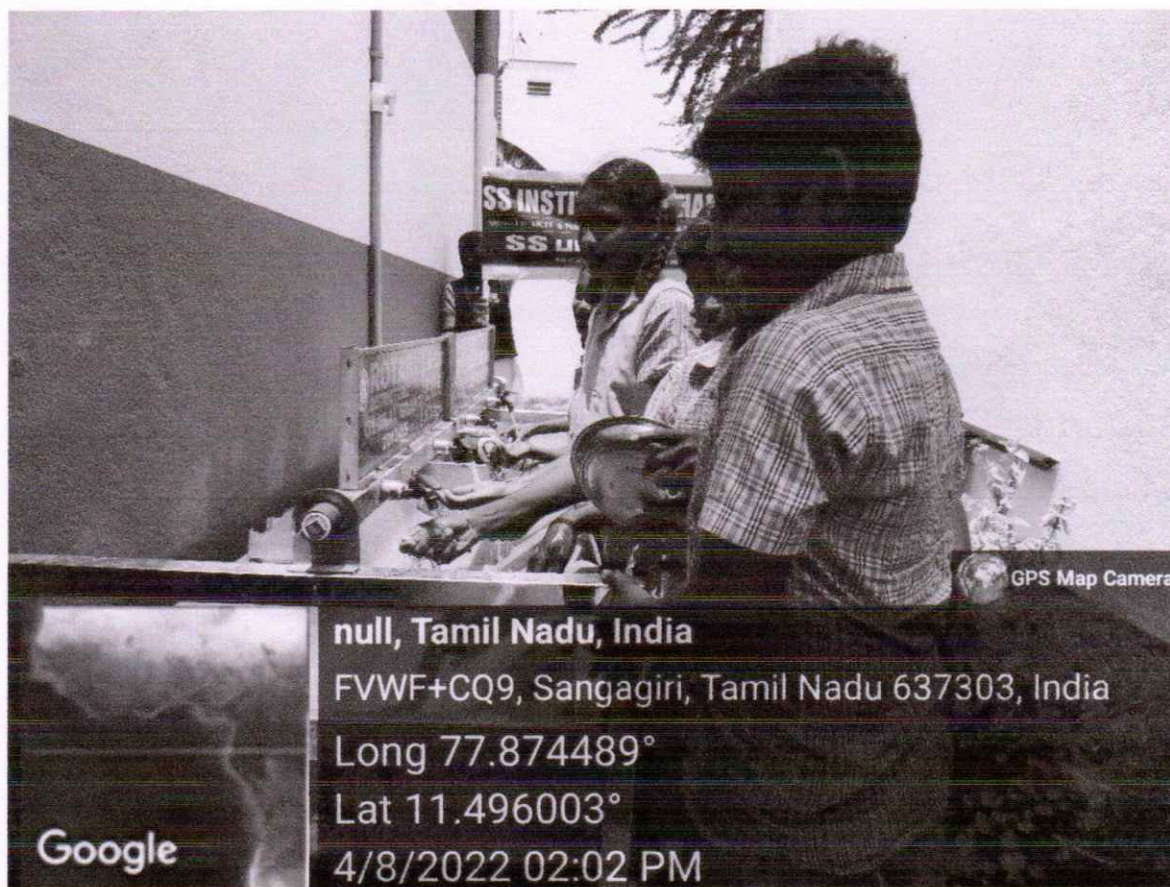 SS INSTI
SS LI
GPS Map Camera
null, Tamil Nadu, India
FVWF+CQ9, Sangagiri, Tamil Nadu 637303, India
Long 77.874489°
Lat 11.496003°
4/8/2022 02:02 PM
Google